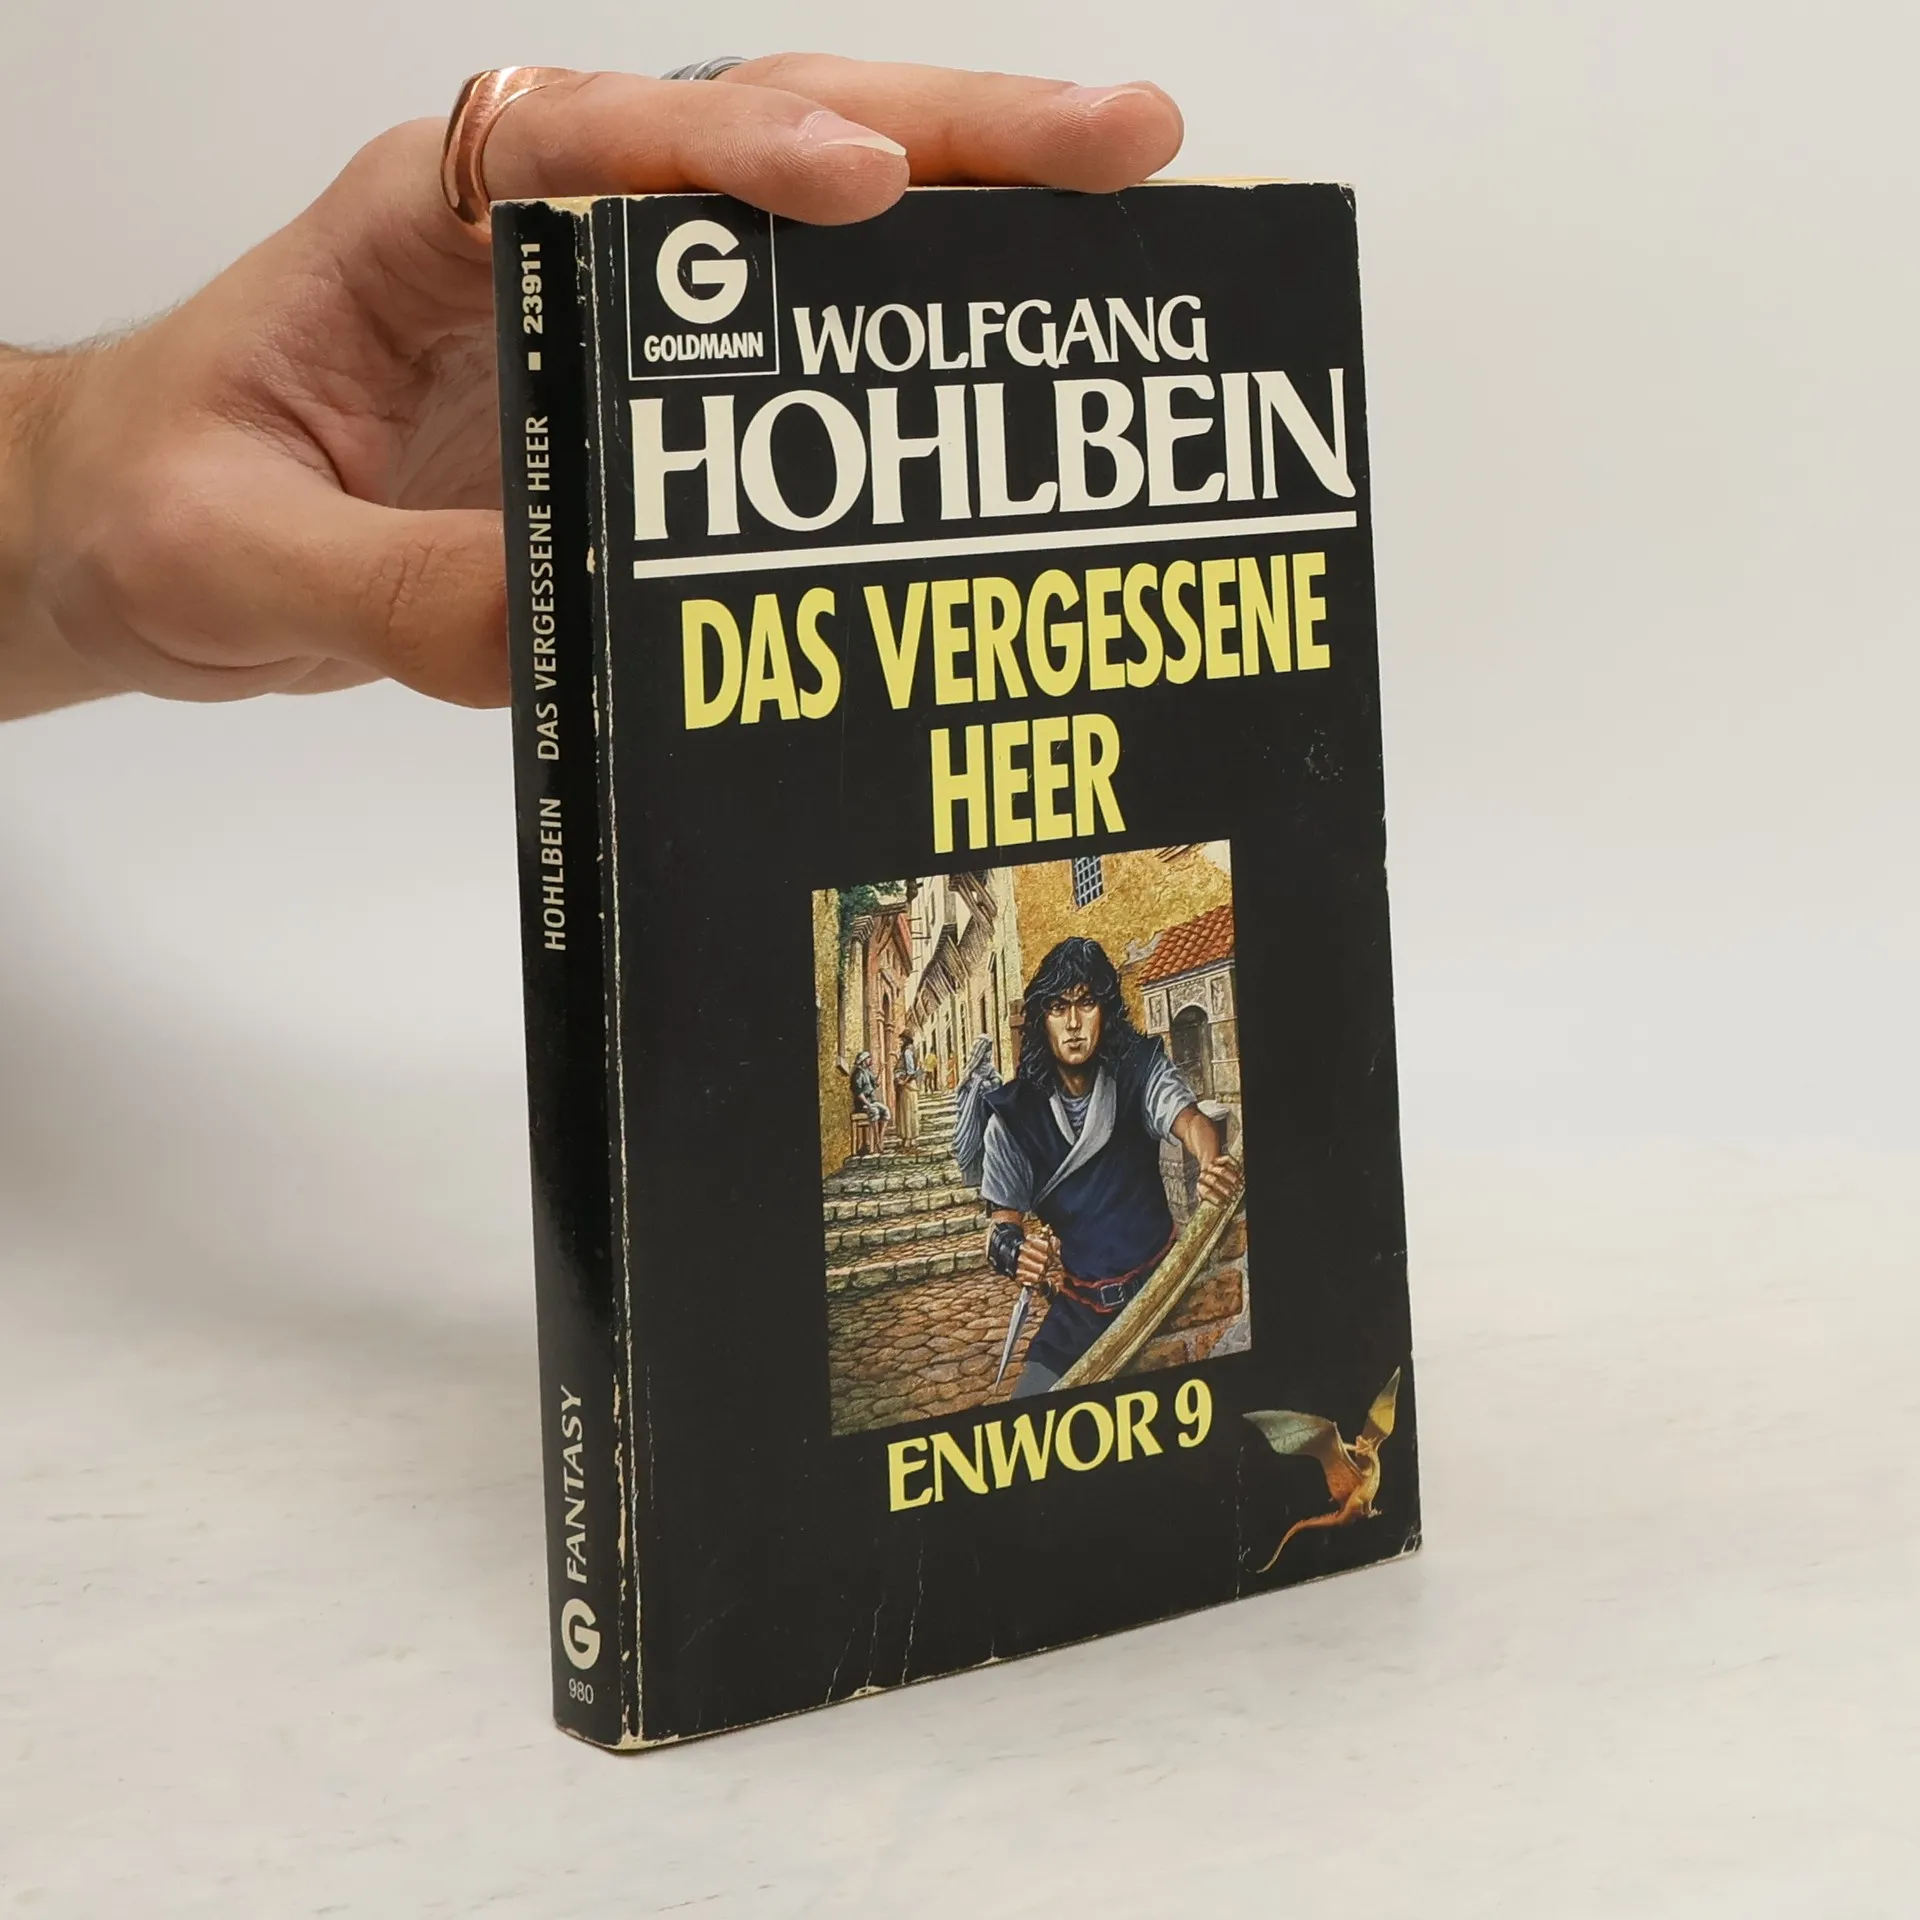 G
GOLDMANN
WOLFGANG
HOHLBEIN
DAS VERGESSENE
HEER
ENWOR 9
HOHLBEIN DAS VERGESSENE HEER ■ 23911
G FANTASY
980